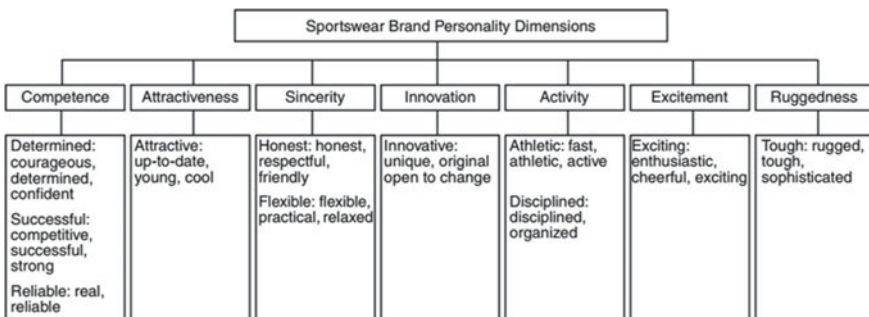 Sportswear Brand Personality Dimensions
Competence
Attractiveness
Sincerity
Innovation
Activity
Excitement
Ruggedness
Determined:
courageous,
determined,
confident
Successful:
competitive,
successful,
strong
Reliable: real,
reliable
Attractive:
up-to-date,
young, cool
Honest: honest,
respectful,
friendly
Flexible: flexible,
practical, relaxed
Innovative:
unique, original
open to change
Athletic: fast,
athletic, active
Disciplined:
disciplined,
organized
Exciting:
enthusiastic,
cheerful, exciting
Tough: rugged,
tough,
sophisticated